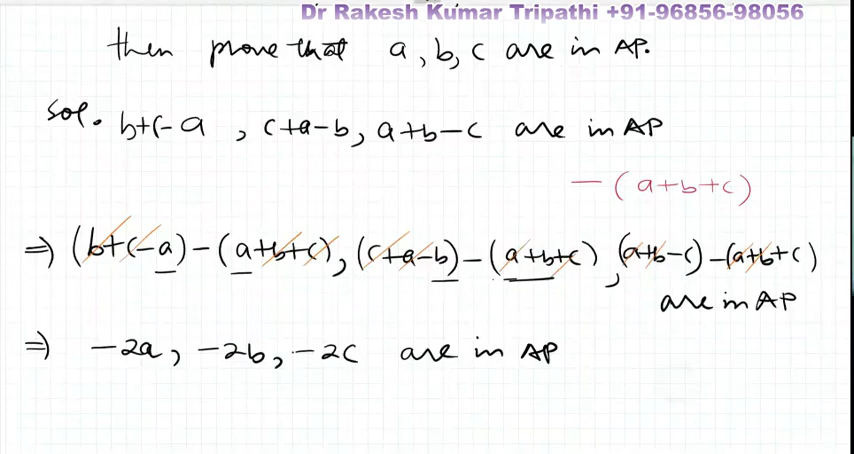 Dr Rakesh Kumar Tripathi +91-96856-98056
then prove that a, b, c are in AP.
Sol. b+c-a, c+a-b, a+b-c are in AP
-(a+b+c)
⇒ (b+c-a)-(a+b+c), (c+a-b)-(a+b+c), (a+b-c)-(a+b+c)
are in AP
⇒ -2a, -2b, -2c are in AP